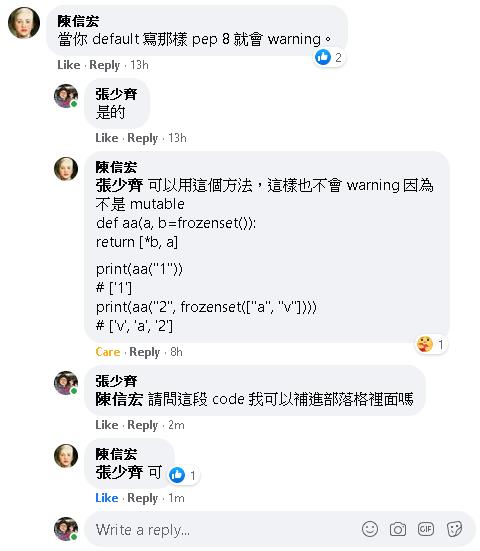 陳信宏
當你 default 寫那樣 pep 8 就會 warning。
2
Like · Reply · 13h
張少齊
是的
Like · Reply · 13h
陳信宏
張少齊 可以用這個方法，這樣也不會 warning 因為
不是 mutable
def aa(a, b=frozenset()):
return [*b, a]
print(aa("1"))
# ['1']
print(aa("2", frozenset(["a", "v"])))
# ['v', 'a', '2']
1
Care · Reply · 8h
張少齊
陳信宏 請問這段 code 我可以補進部落格裡面嗎
Like · Reply · 2m
陳信宏
張少齊 可
1
Like · Reply · 1m
Write a reply...
GIF